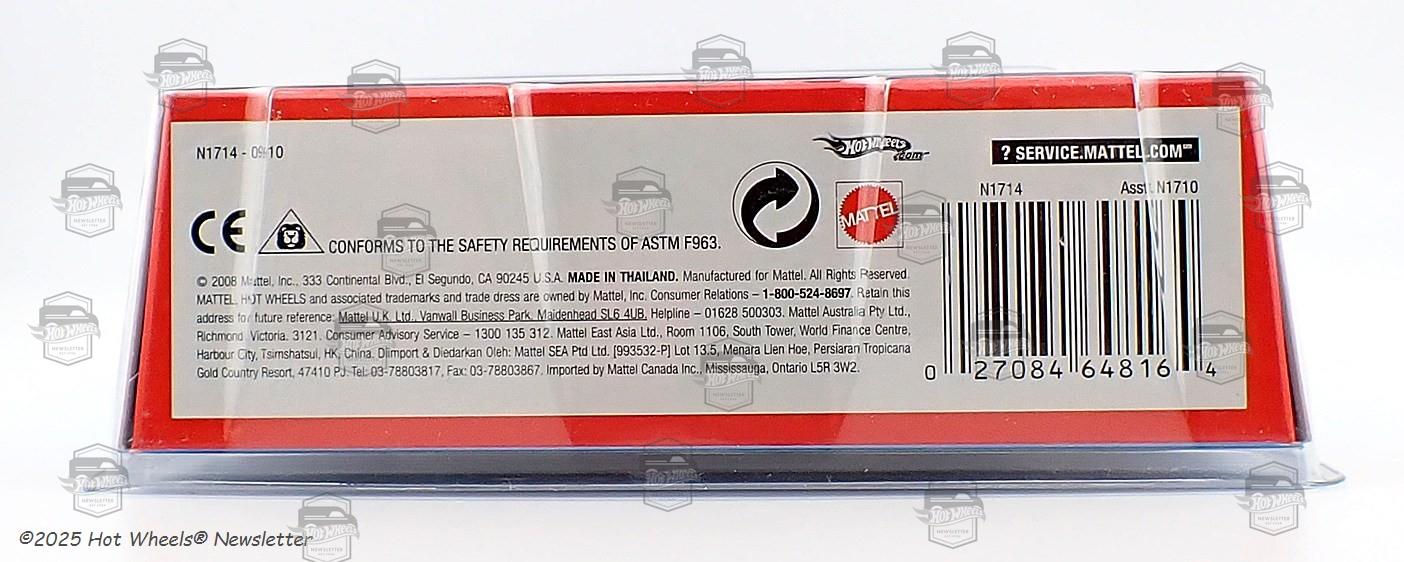 N1714 - 0910
HOT WHEELS .com
? SERVICE.MATTEL.COM
N1714 Asst. N1710
CE
MATTEL
CONFORMS TO THE SAFETY REQUIREMENTS OF ASTM F963.
© 2008 Mattel, Inc., 333 Continental Blvd., El Segundo, CA 90245 U.S.A. MADE IN THAILAND. Manufactured for Mattel. All Rights Reserved.
MATTEL, HOT WHEELS and associated trademarks and trade dress are owned by Mattel, Inc. Consumer Relations – 1-800-524-8697. Retain this
address for future reference: Mattel U.K. Ltd., Vanwall Business Park, Maidenhead SL6 4UB. Helpline – 01628 500303. Mattel Australia Pty Ltd.,
Richmond, Victoria. 3121. Consumer Advisory Service – 1300 135 312. Mattel East Asia Ltd., Room 1106, South Tower, World Finance Centre,
Harbour City, Tsimshatsui, HK, China. Diimport & Diedarkan Oleh: Mattel SEA Ptd Ltd. [993532-P] Lot 13.5, Menara Lien Hoe, Persiaran Tropicana
Gold Country Resort, 47410 PJ. Tel: 03-78803817, Fax: 03-78803867. Imported by Mattel Canada Inc., Mississauga, Ontario L5R 3W2.
0 27084 64816 4
©2025 Hot Wheels® Newsletter